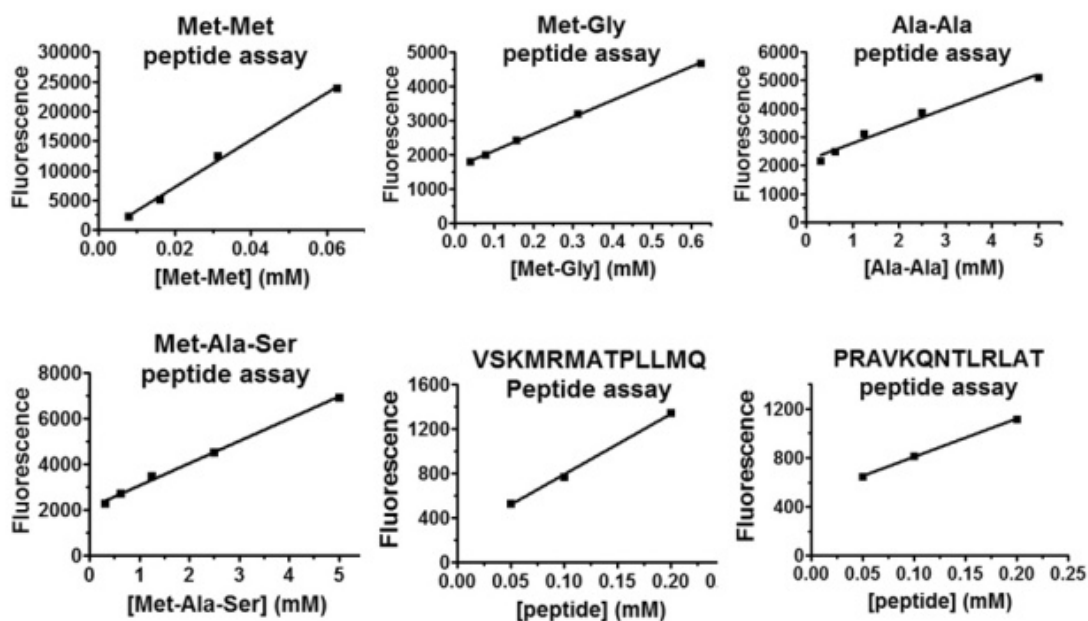 Met-Met
peptide assay
Fluorescence
30000
25000
20000
15000
10000
5000
0
0.00 0.02 0.04 0.06
[Met-Met] (mM)
Met-Gly
peptide assay
Fluorescence
5000
4000
3000
2000
1000
0
0.0 0.1 0.2 0.3 0.4 0.5 0.6
[Met-Gly] (mM)
Ala-Ala
peptide assay
Fluorescence
6000
5000
4000
3000
2000
1000
0
0 1 2 3 4 5
[Ala-Ala] (mM)
Met-Ala-Ser
peptide assay
Fluorescence
8000
6000
4000
2000
0
0 1 2 3 4 5
[Met-Ala-Ser] (mM)
VSKMRMATPLLMQ
Peptide assay
Fluorescence
1600
1200
800
400
0
0.00 0.05 0.10 0.15 0.20
[peptide] (mM)
PRAVKQNTLRLAT
peptide assay
Fluorescence
1200
800
400
0
0.00 0.05 0.10 0.15 0.20 0.25
[peptide] (mM)